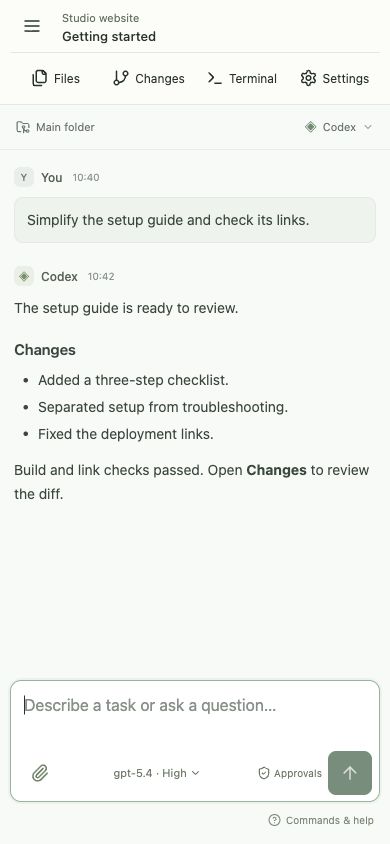 Studio website
Getting started
Files
Changes
Terminal
Settings
Main folder
Codex
Y You 10:40
Simplify the setup guide and check its links.
Codex 10:42
The setup guide is ready to review.
Changes
• Added a three-step checklist.
• Separated setup from troubleshooting.
• Fixed the deployment links.
Build and link checks passed. Open Changes to review
the diff.
Describe a task or ask a question...
gpt-5.4 · High
Approvals
Commands & help